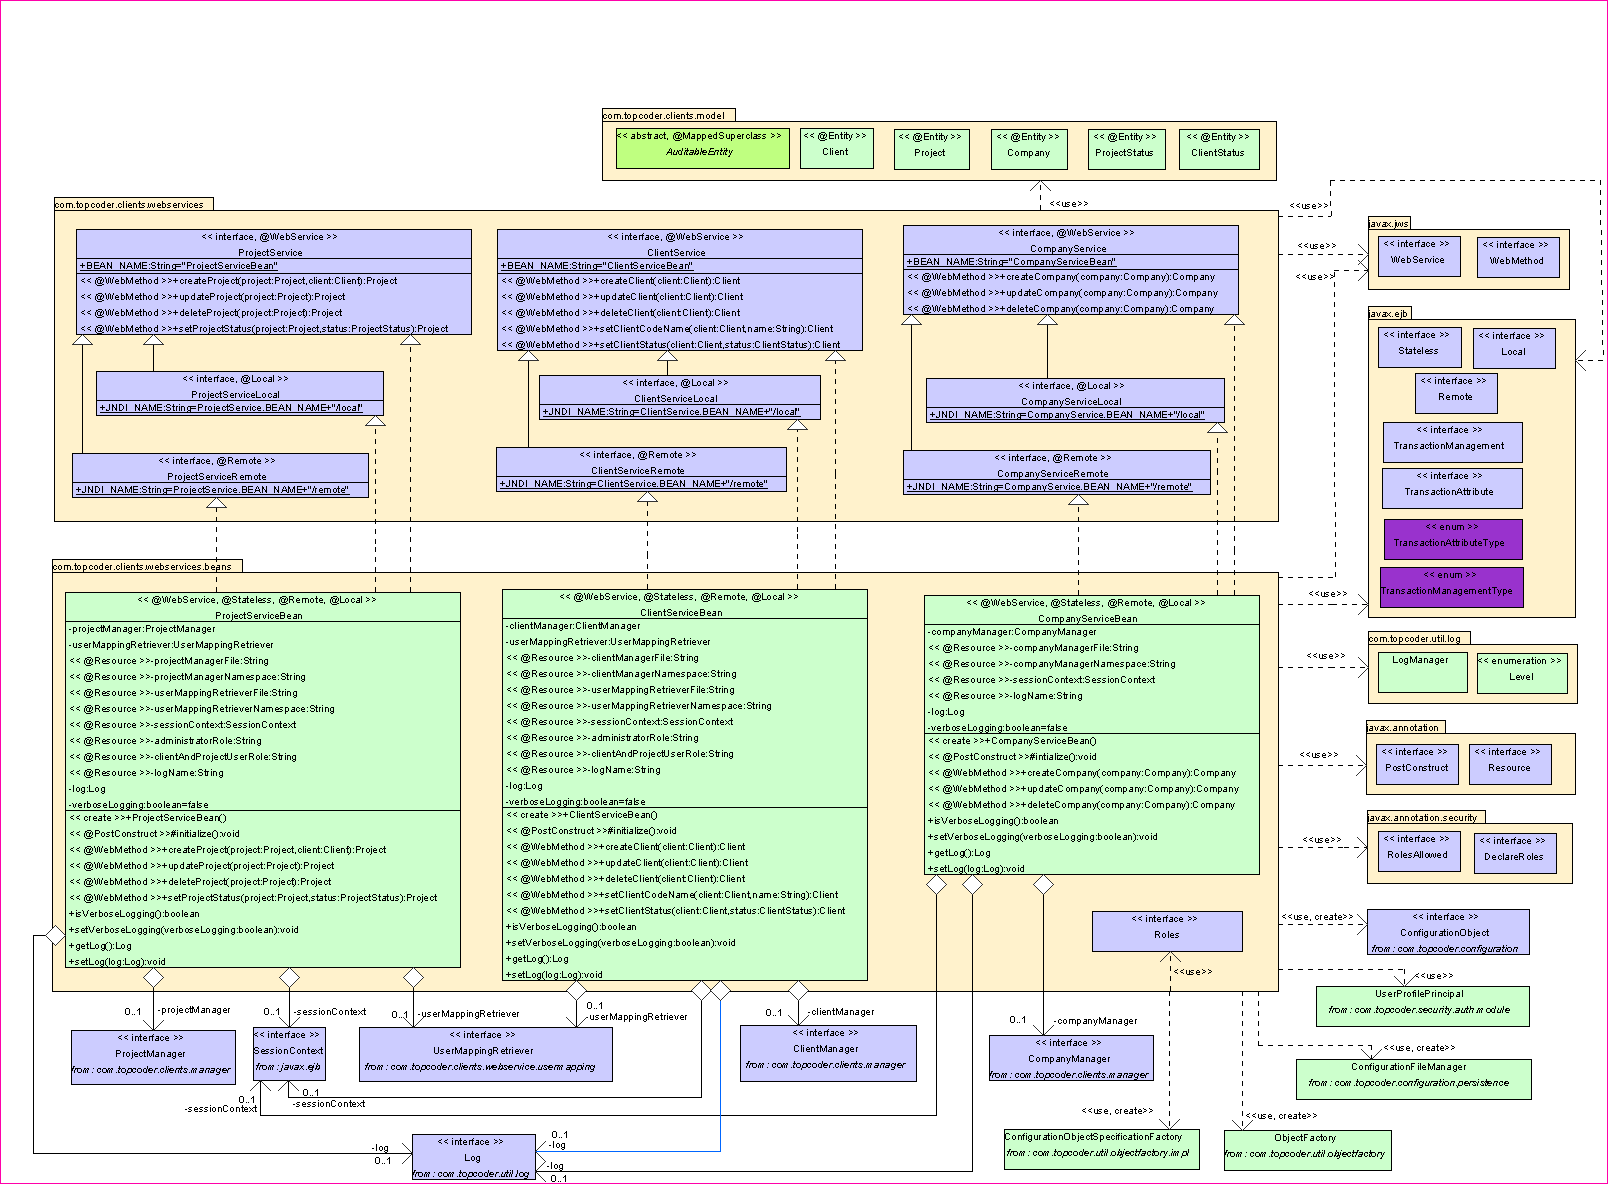 com.topcoder.clients.model
<< abstract, @MappedSuperclass >>
AuditableEntity
<< @Entity >>
Client
<< @Entity >>
Project
<< @Entity >>
Company
<< @Entity >>
ProjectStatus
<< @Entity >>
ClientStatus
<<use>>
com.topcoder.clients.webservices
<< interface, @WebService >>
ProjectService
+BEAN_NAME:String="ProjectServiceBean"
<< @WebMethod >>+createProject(project:Project,client:Client):Project
<< @WebMethod >>+updateProject(project:Project):Project
<< @WebMethod >>+deleteProject(project:Project):Project
<< @WebMethod >>+setProjectStatus(project:Project,status:ProjectStatus):Project
<< interface, @Local >>
ProjectServiceLocal
+JNDI_NAME:String=ProjectService.BEAN_NAME+"/local"
<< interface, @Remote >>
ProjectServiceRemote
+JNDI_NAME:String=ProjectService.BEAN_NAME+"/remote"
<< interface, @WebService >>
ClientService
+BEAN_NAME:String="ClientServiceBean"
<< @WebMethod >>+createClient(client:Client):Client
<< @WebMethod >>+updateClient(client:Client):Client
<< @WebMethod >>+deleteClient(client:Client):Client
<< @WebMethod >>+setClientCodeName(client:Client,name:String):Client
<< @WebMethod >>+setClientStatus(client:Client,status:ClientStatus):Client
<< interface, @Local >>
ClientServiceLocal
+JNDI_NAME:String=ClientService.BEAN_NAME+"/local"
<< interface, @Remote >>
ClientServiceRemote
+JNDI_NAME:String=ClientService.BEAN_NAME+"/remote"
<< interface, @WebService >>
CompanyService
+BEAN_NAME:String="CompanyServiceBean"
<< @WebMethod >>+createCompany(company:Company):Company
<< @WebMethod >>+updateCompany(company:Company):Company
<< @WebMethod >>+deleteCompany(company:Company):Company
<< interface, @Local >>
CompanyServiceLocal
+JNDI_NAME:String=CompanyService.BEAN_NAME+"/local"
<< interface, @Remote >>
CompanyServiceRemote
+JNDI_NAME:String=CompanyService.BEAN_NAME+"/remote"
<<use>>
<<use>>
<<use>>
javax.jws
<< interface >>
WebService
<< interface >>
WebMethod
javax.ejb
<< interface >>
Stateless
<< interface >>
Local
<< interface >>
Remote
<< interface >>
TransactionManagement
<< interface >>
TransactionAttribute
<< enum >>
TransactionAttributeType
<< enum >>
TransactionManagementType
<<use>>
com.topcoder.clients.webservices.beans
<< @WebService, @Stateless, @Remote, @Local >>
ProjectServiceBean
-projectManager:ProjectManager
-userMappingRetriever:UserMappingRetriever
<< @Resource >>-projectManagerFile:String
<< @Resource >>-projectManagerNamespace:String
<< @Resource >>-userMappingRetrieverFile:String
<< @Resource >>-userMappingRetrieverNamespace:String
<< @Resource >>-sessionContext:SessionContext
<< @Resource >>-administratorRole:String
<< @Resource >>-clientAndProjectUserRole:String
<< @Resource >>-logName:String
-log:Log
-verboseLogging:boolean=false
<< create >>+ProjectServiceBean()
<< @PostConstruct >>#initialize():void
<< @WebMethod >>+createProject(project:Project,client:Client):Project
<< @WebMethod >>+updateProject(project:Project):Project
<< @WebMethod >>+deleteProject(project:Project):Project
<< @WebMethod >>+setProjectStatus(project:Project,status:ProjectStatus):Project
+isVerboseLogging():boolean
+setVerboseLogging(verboseLogging:boolean):void
+getLog():Log
+setLog(log:Log):void
<< @WebService, @Stateless, @Remote, @Local >>
ClientServiceBean
-clientManager:ClientManager
-userMappingRetriever:UserMappingRetriever
<< @Resource >>-clientManagerFile:String
<< @Resource >>-clientManagerNamespace:String
<< @Resource >>-userMappingRetrieverFile:String
<< @Resource >>-userMappingRetrieverNamespace:String
<< @Resource >>-sessionContext:SessionContext
<< @Resource >>-administratorRole:String
<< @Resource >>-clientAndProjectUserRole:String
<< @Resource >>-logName:String
-log:Log
-verboseLogging:boolean=false
<< create >>+ClientServiceBean()
<< @PostConstruct >>#initialize():void
<< @WebMethod >>+createClient(client:Client):Client
<< @WebMethod >>+updateClient(client:Client):Client
<< @WebMethod >>+deleteClient(client:Client):Client
<< @WebMethod >>+setClientCodeName(client:Client,name:String):Client
<< @WebMethod >>+setClientStatus(client:Client,status:ClientStatus):Client
+isVerboseLogging():boolean
+setVerboseLogging(verboseLogging:boolean):void
+getLog():Log
+setLog(log:Log):void
<< @WebService, @Stateless, @Remote, @Local >>
CompanyServiceBean
-companyManager:CompanyManager
<< @Resource >>-companyManagerFile:String
<< @Resource >>-companyManagerNamespace:String
<< @Resource >>-sessionContext:SessionContext
<< @Resource >>-logName:String
-log:Log
-verboseLogging:boolean=false
<< create >>+CompanyServiceBean()
<< @PostConstruct >>#intialize():void
<< @WebMethod >>+createCompany(company:Company):Company
<< @WebMethod >>+updateCompany(company:Company):Company
<< @WebMethod >>+deleteCompany(company:Company):Company
+isVerboseLogging():boolean
+setVerboseLogging(verboseLogging:boolean):void
+getLog():Log
+setLog(log:Log):void
<< interface >>
Roles
<<use>>
<<use>>
com.topcoder.util.log
LogManager
<< enumeration >>
Level
<<use>>
javax.annotation
<< interface >>
PostConstruct
<< interface >>
Resource
<<use>>
javax.annotation.security
<< interface >>
RolesAllowed
<< interface >>
DeclareRoles
<<use, create>>
<< interface >>
ConfigurationObject
from : com.topcoder.configuration
<<use>>
UserProfilePrincipal
from : com.topcoder.security.auth.module
<<use, create>>
ConfigurationFileManager
from : com.topcoder.configuration.persistence
<<use, create>>
ConfigurationObjectSpecificationFactory
from : com.topcoder.util.objectfactory.impl
<<use, create>>
ObjectFactory
from : com.topcoder.util.objectfactory
0..1
-projectManager
<< interface >>
ProjectManager
from : com.topcoder.clients.manager
0..1
-sessionContext
<< interface >>
SessionContext
from : javax.ejb
0..1
-userMappingRetriever
0..1
-userMappingRetriever
<< interface >>
UserMappingRetriever
from : com.topcoder.clients.webservice.usermapping
0..1
-clientManager
<< interface >>
ClientManager
from : com.topcoder.clients.manager
0..1
-companyManager
<< interface >>
CompanyManager
from : com.topcoder.clients.manager
0..1
-sessionContext
0..1
-sessionContext
-log
0..1
<< interface >>
Log
from : com.topcoder.util.log
0..1
-log
-log
0..1